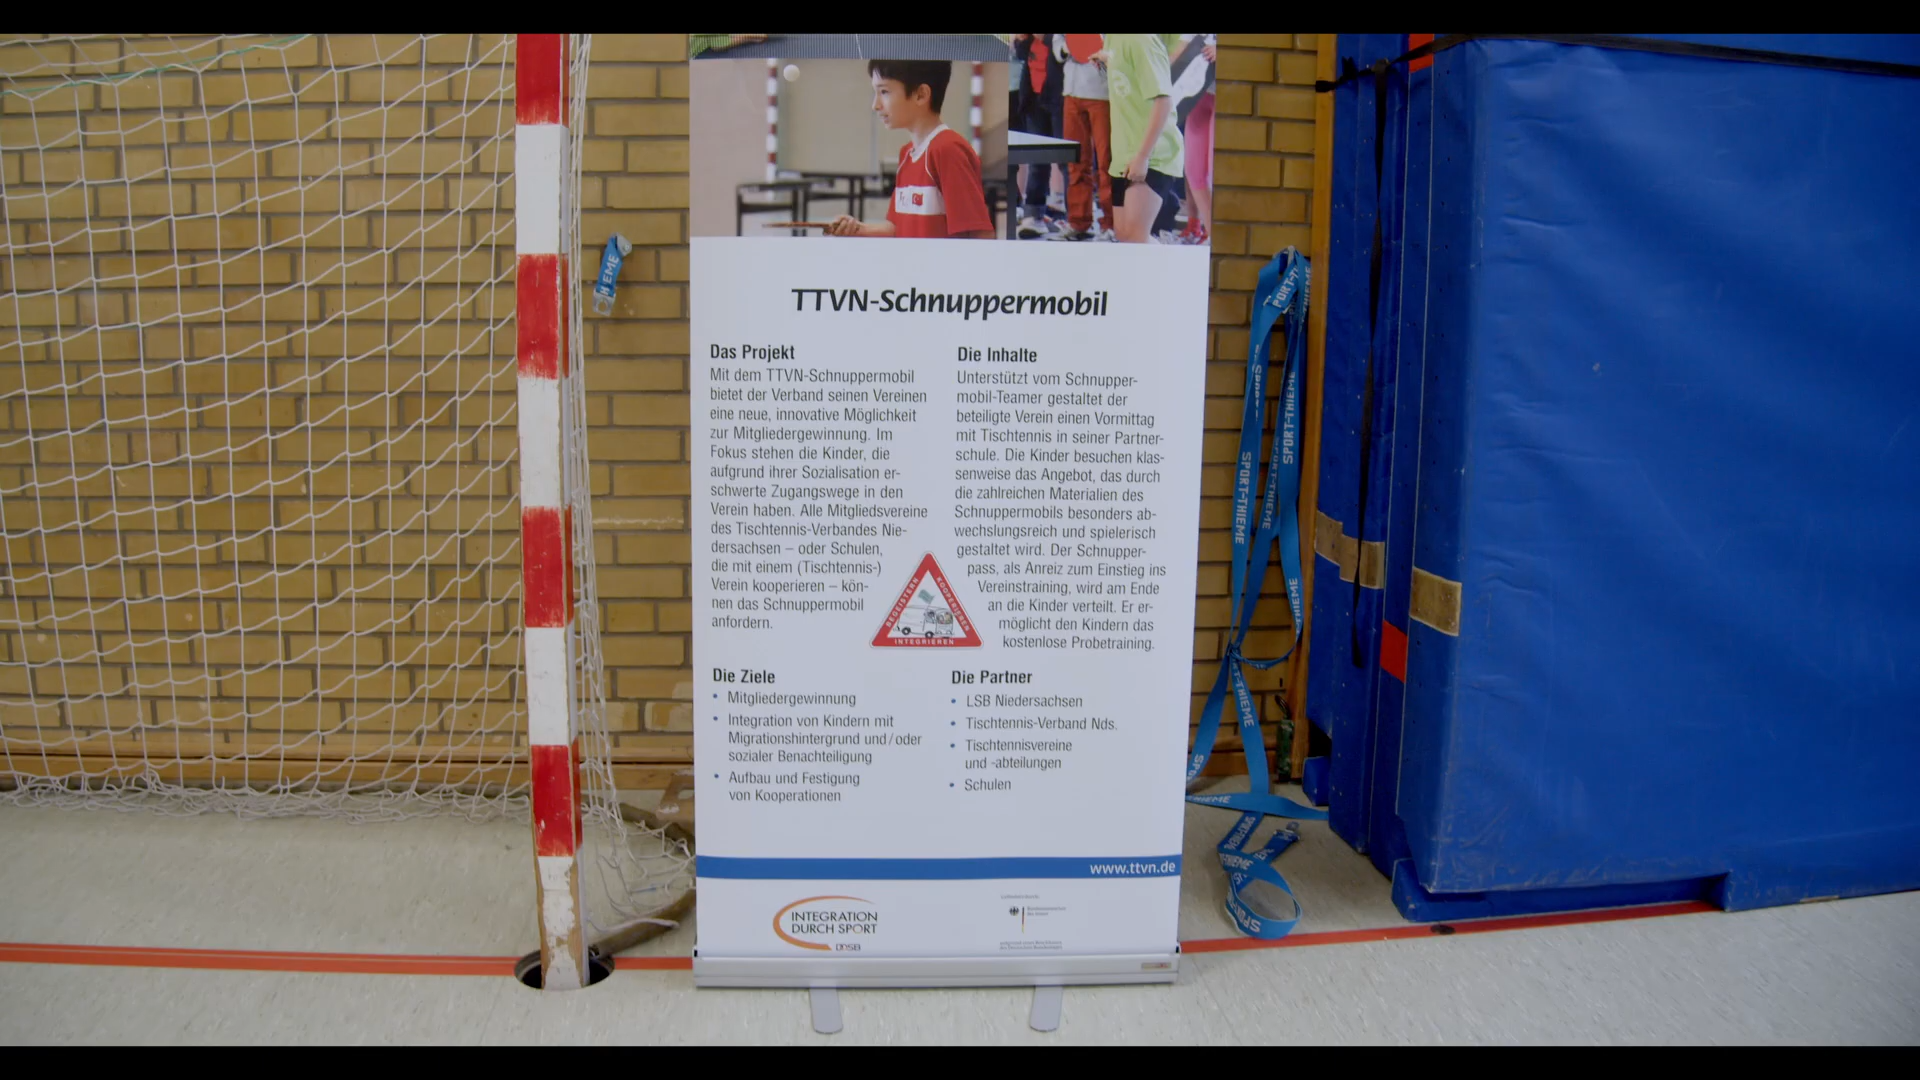 TTVN-Schnuppermobil
Das Projekt
Mit dem TTVN-Schnuppermobil
bietet der Verband seinen Vereinen
eine neue, innovative Möglichkeit
zur Mitgliedergewinnung. Im
Fokus stehen die Kinder, die
aufgrund ihrer Sozialisation er-
schwerte Zugangswege in den
Verein haben. Alle Mitgliedsvereine
des Tischtennis-Verbandes Nie-
dersachsen – oder Schulen,
die mit einem (Tischtennis-)
Verein kooperieren – kön-
nen das Schnuppermobil
anfordern.
Die Inhalte
Unterstützt vom Schnupper-
mobil-Teamer gestaltet der
beteiligte Verein einen Vormittag
mit Tischtennis in seiner Partner-
schule. Die Kinder besuchen klas-
senweise das Angebot, das durch
die zahlreichen Materialien des
Schnuppermobils besonders ab-
wechslungsreich und spielerisch
gestaltet wird. Der Schnupper-
pass, als Anreiz zum Einstieg ins
Vereinstraining, wird am Ende
an die Kinder verteilt. Er er-
möglicht den Kindern das
kostenlose Probetraining.
BEGEISTERN
KOOPERIEREN
INTEGRIEREN
Die Ziele
• Mitgliedergewinnung
• Integration von Kindern mit
Migrationshintergrund und/oder
sozialer Benachteiligung
• Aufbau und Festigung
von Kooperationen
Die Partner
• LSB Niedersachsen
• Tischtennis-Verband Nds.
• Tischtennisvereine
und -abteilungen
• Schulen
www.ttvn.de
INTEGRATION
DURCH SPORT
DOSB
SPORT-THIEME
SPORT-THIEME
SPORT-THIEME